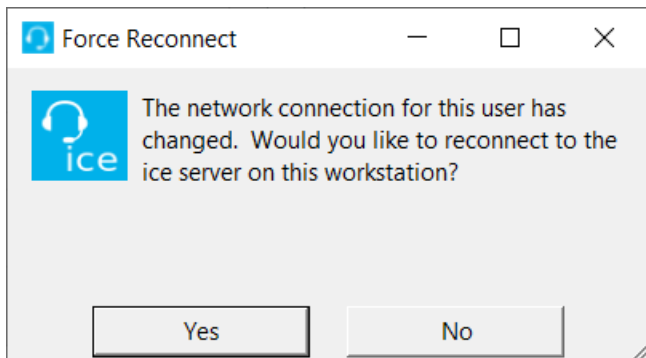 Force Reconnect
ice
The network connection for this user has
changed.  Would you like to reconnect to the
ice server on this workstation?
Yes
No